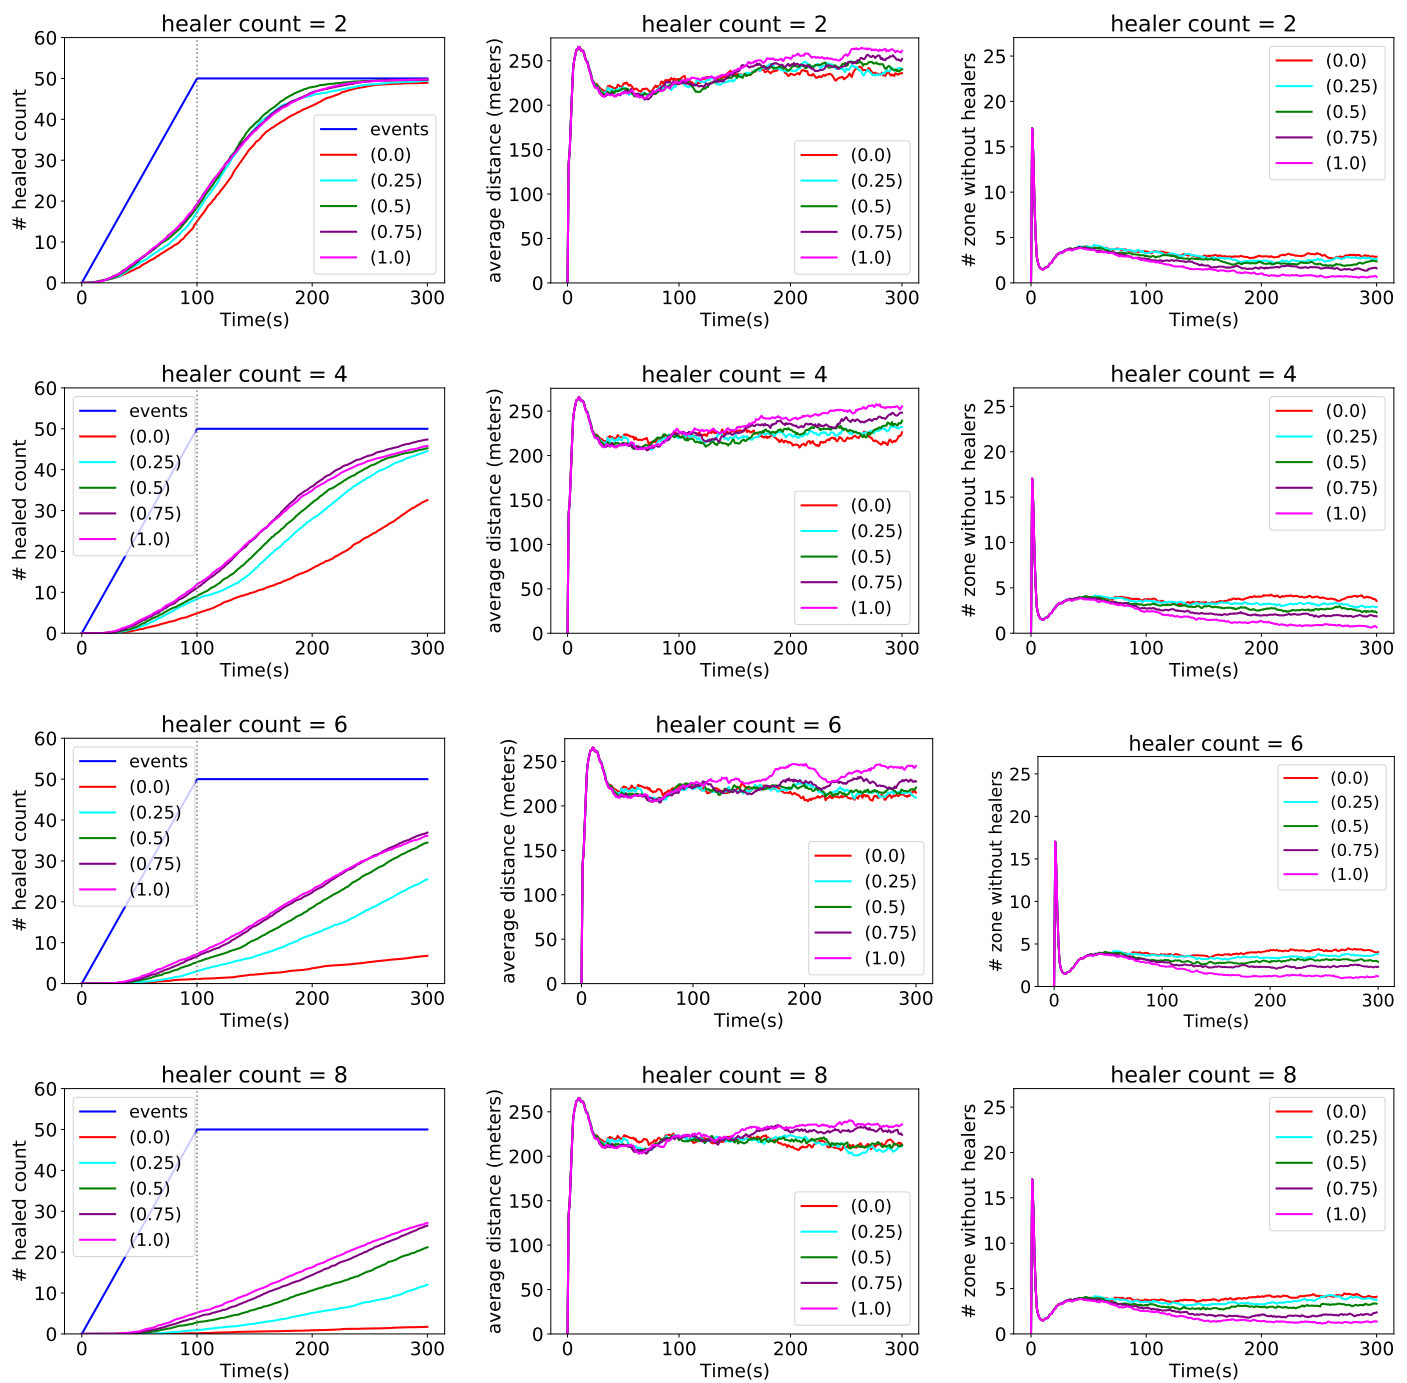 healer count = 2
60
50
40
30
20
10
0
# healed count
events
(0.0)
(0.25)
(0.5)
(0.75)
(1.0)
0 100 200 300
Time(s)
healer count = 2
250
200
150
100
50
0
average distance (meters)
(0.0)
(0.25)
(0.5)
(0.75)
(1.0)
0 100 200 300
Time(s)
healer count = 2
25
20
15
10
5
0
# zone without healers
(0.0)
(0.25)
(0.5)
(0.75)
(1.0)
0 100 200 300
Time(s)
healer count = 4
60
50
40
30
20
10
0
# healed count
events
(0.0)
(0.25)
(0.5)
(0.75)
(1.0)
0 100 200 300
Time(s)
healer count = 4
250
200
150
100
50
0
average distance (meters)
(0.0)
(0.25)
(0.5)
(0.75)
(1.0)
0 100 200 300
Time(s)
healer count = 4
25
20
15
10
5
0
# zone without healers
(0.0)
(0.25)
(0.5)
(0.75)
(1.0)
0 100 200 300
Time(s)
healer count = 6
60
50
40
30
20
10
0
# healed count
events
(0.0)
(0.25)
(0.5)
(0.75)
(1.0)
0 100 200 300
Time(s)
healer count = 6
250
200
150
100
50
0
average distance (meters)
(0.0)
(0.25)
(0.5)
(0.75)
(1.0)
0 100 200 300
Time(s)
healer count = 6
25
20
15
10
5
0
# zone without healers
(0.0)
(0.25)
(0.5)
(0.75)
(1.0)
0 100 200 300
Time(s)
healer count = 8
60
50
40
30
20
10
0
# healed count
events
(0.0)
(0.25)
(0.5)
(0.75)
(1.0)
0 100 200 300
Time(s)
healer count = 8
250
200
150
100
50
0
average distance (meters)
(0.0)
(0.25)
(0.5)
(0.75)
(1.0)
0 100 200 300
Time(s)
healer count = 8
25
20
15
10
5
0
# zone without healers
(0.0)
(0.25)
(0.5)
(0.75)
(1.0)
0 100 200 300
Time(s)